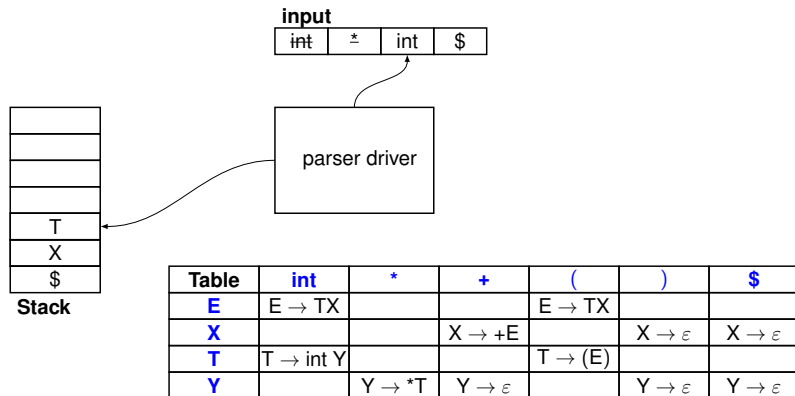 input
int * int $
parser driver
T
X
$
Stack
Table int * + ( ) $
E E → TX E → TX
X X → +E X → ε X → ε
T T → int Y T → (E)
Y Y → *T Y → ε Y → ε Y → ε